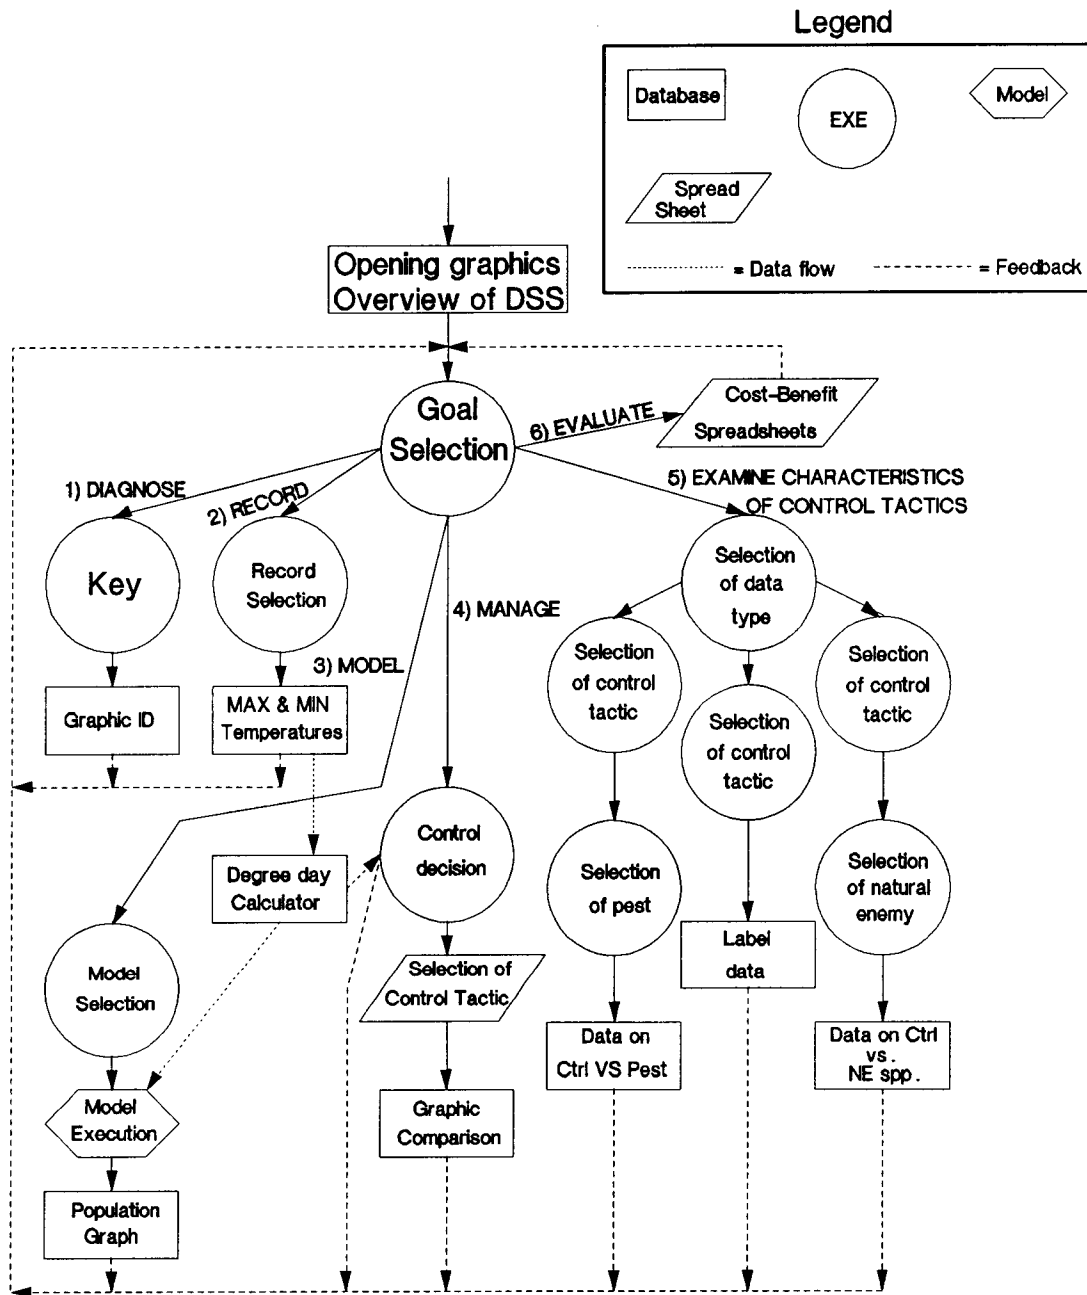 Legend
Database
EXE
Model
Spread
Sheet
= Data flow
= Feedback
Opening graphics
Overview of DSS
Goal
Selection
6) EVALUATE
Cost-Benefit
Spreadsheets
1) DIAGNOSE
2) RECORD
5) EXAMINE CHARACTERISTICS
OF CONTROL TACTICS
Key
Record
Selection
3) MODEL
4) MANAGE
Selection
of data
type
Selection
of control
tactic
Selection
of control
tactic
Selection
of control
tactic
Graphic ID
MAX & MIN
Temperatures
Degree day
Calculator
Control
decision
Selection
of pest
Selection
of natural
enemy
Label
data
Model
Selection
Selection of
Control Tactic
Data on
Ctrl VS Pest
Data on Ctrl
vs.
NE spp.
Model
Execution
Graphic
Comparison
Population
Graph